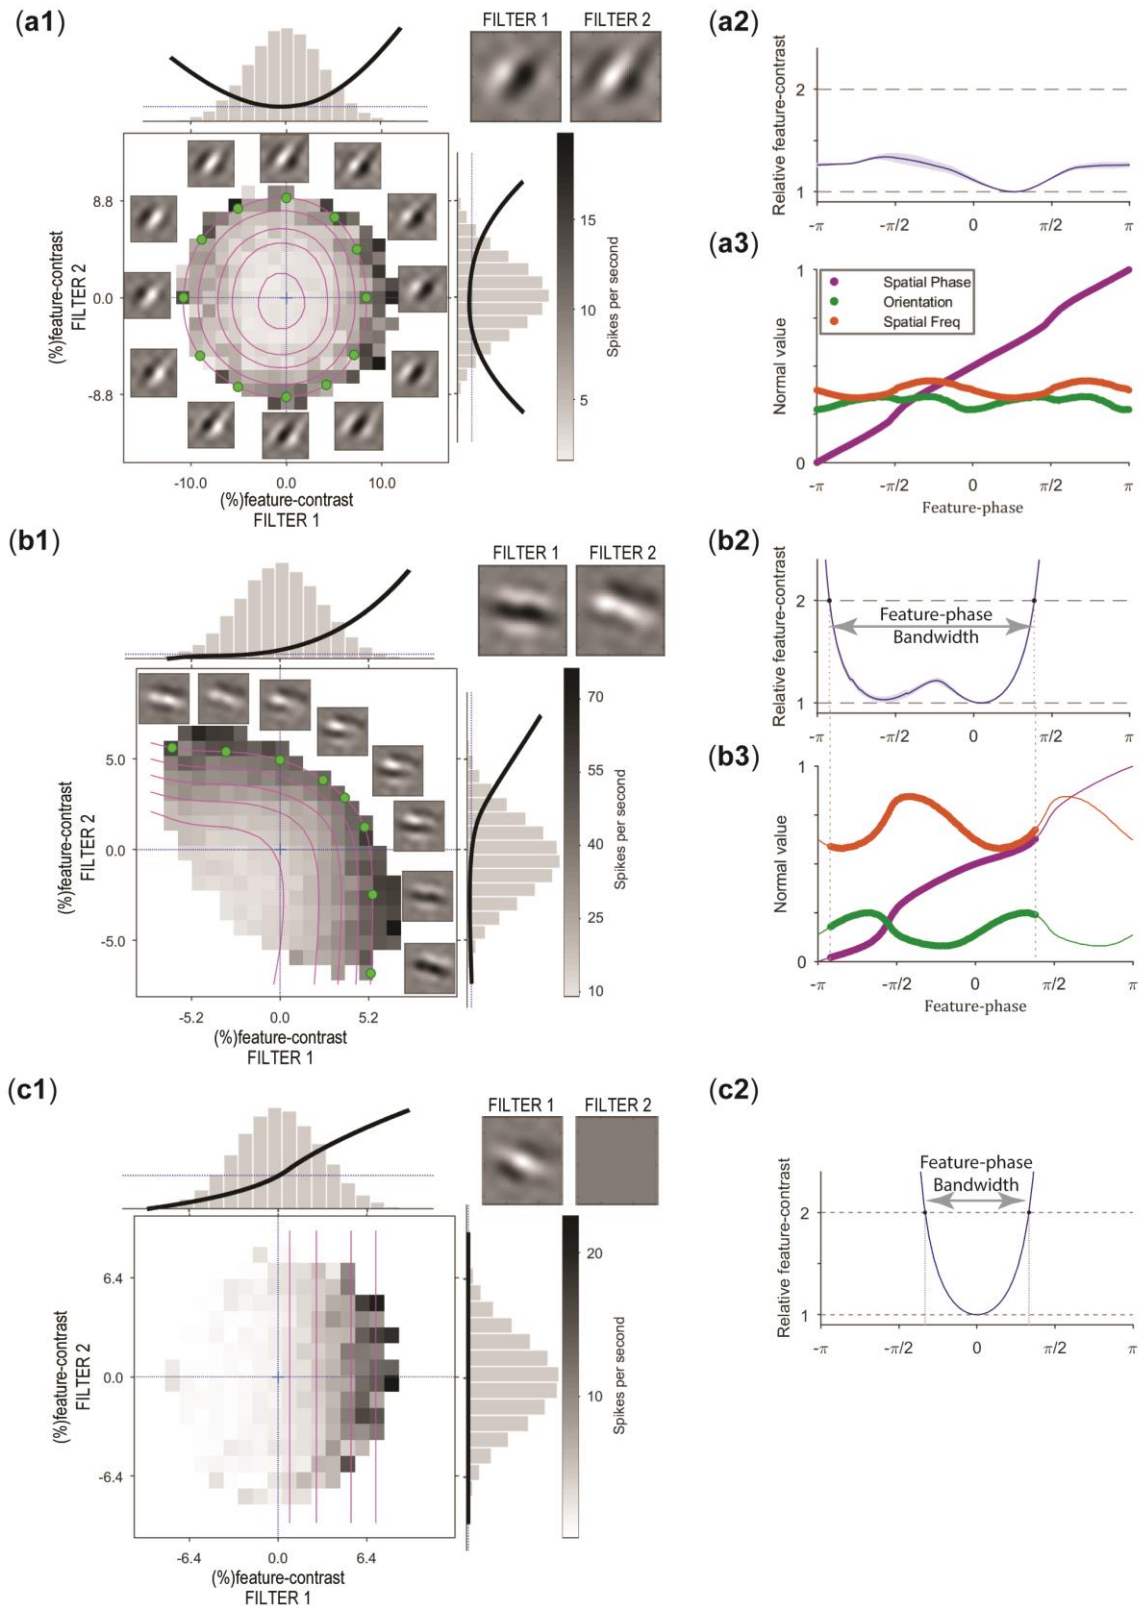 (a1)
FILTER 1
FILTER 2
(%)feature-contrast
FILTER 2
8.8
0.0
-8.8
-10.0
0.0
10.0
(%)feature-contrast
FILTER 1
15
10
5
Spikes per second
(a2)
Relative feature-contrast
2
1
-π
-π/2
0
π/2
π
(a3)
Normal value
1
0
Spatial Phase
Orientation
Spatial Freq
-π
-π/2
0
π/2
π
Feature-phase
(b1)
FILTER 1
FILTER 2
(%)feature-contrast
FILTER 2
5.0
0.0
-5.0
-5.2
0.0
5.2
(%)feature-contrast
FILTER 1
70
55
40
25
10
Spikes per second
(b2)
Relative feature-contrast
2
1
Feature-phase
Bandwidth
-π
-π/2
0
π/2
π
(b3)
Normal value
1
0
-π
-π/2
0
π/2
π
Feature-phase
(c1)
FILTER 1
FILTER 2
(%)feature-contrast
FILTER 2
6.4
0.0
-6.4
-6.4
0.0
6.4
(%)feature-contrast
FILTER 1
20
10
Spikes per second
(c2)
Relative feature-contrast
2
1
Feature-phase
Bandwidth
-π
-π/2
0
π/2
π